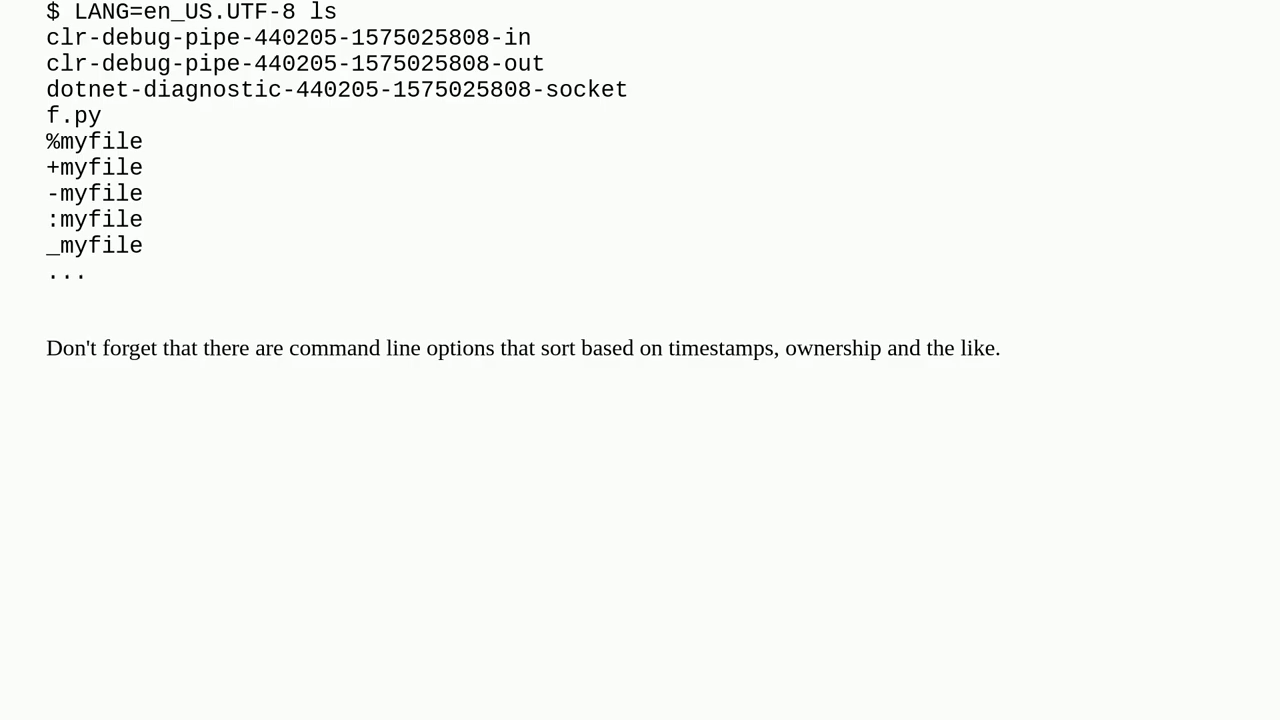 $ LANG=en_US.UTF-8 ls
clr-debug-pipe-440205-1575025808-in
clr-debug-pipe-440205-1575025808-out
dotnet-diagnostic-440205-1575025808-socket
f.py
%myfile
+myfile
-myfile
:myfile
_myfile
...
Don't forget that there are command line options that sort based on timestamps, ownership and the like.